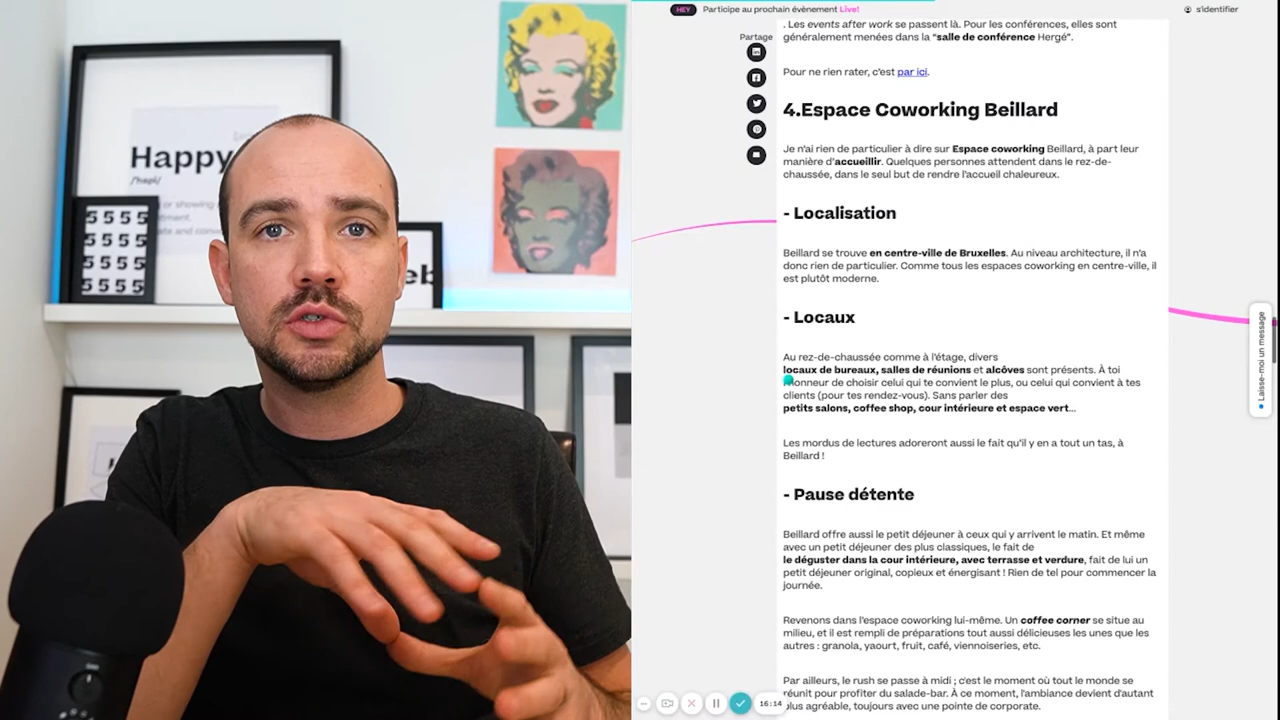 HEY
Participe au prochain évènement Live!
s'identifier
. Les events after work se passent là. Pour les conférences, elles sont
généralement menées dans la “salle de conférence Hergé”.
Partage
Pour ne rien rater, c’est par ici.
4.Espace Coworking Beillard
Je n’ai rien de particulier à dire sur Espace coworking Beillard, à part leur
manière d’accueillir. Quelques personnes attendent dans le rez-de-
chaussée, dans le seul but de rendre l’accueil chaleureux.
- Localisation
Beillard se trouve en centre-ville de Bruxelles. Au niveau architecture, il n’a
donc rien de particulier. Comme tous les espaces coworking en centre-ville, il
est plutôt moderne.
- Locaux
Au rez-de-chaussée comme à l’étage, divers
locaux de bureaux, salles de réunions et alcôves sont présents. À toi
l’honneur de choisir celui qui te convient le plus, ou celui qui convient à tes
clients (pour tes rendez-vous). Sans parler des
petits salons, coffee shop, cour intérieure et espace vert…
Les mordus de lectures adoreront aussi le fait qu’il y en a tout un tas, à
Beillard !
- Pause détente
Beillard offre aussi le petit déjeuner à ceux qui y arrivent le matin. Et même
avec un petit déjeuner des plus classiques, le fait de
le déguster dans la cour intérieure, avec terrasse et verdure, fait de lui un
petit déjeuner original, copieux et énergisant ! Rien de tel pour commencer la
journée.
Revenons dans l’espace coworking lui-même. Un coffee corner se situe au
milieu, et il est rempli de préparations tout aussi délicieuses les unes que les
autres : granola, yaourt, fruit, café, viennoiseries, etc.
Par ailleurs, le rush se passe à midi ; c'est le moment où tout le monde se
réunit pour profiter du salade-bar. À ce moment, l'ambiance devient d'autant
plus agréable, toujours avec une pointe de corporate.
16:14
Laisse-moi un message
Happy
5555
5555
5555
5555